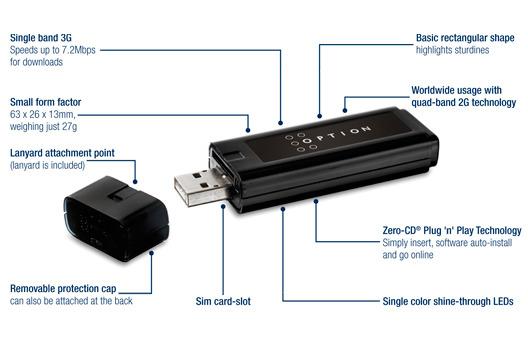 Single band 3G
Speeds up to 7.2Mbps
for downloads
Basic rectangular shape
highlights sturdines
Small form factor
63 x 26 x 13mm,
weighing just 27g
Worldwide usage with
quad-band 2G technology
OPTION
Lanyard attachment point
(lanyard is included)
Zero-CD® Plug 'n' Play Technology
Simply insert, software auto-install
and go online
Removable protection cap
can also be attached at the back
Sim card-slot
Single color shine-through LEDs